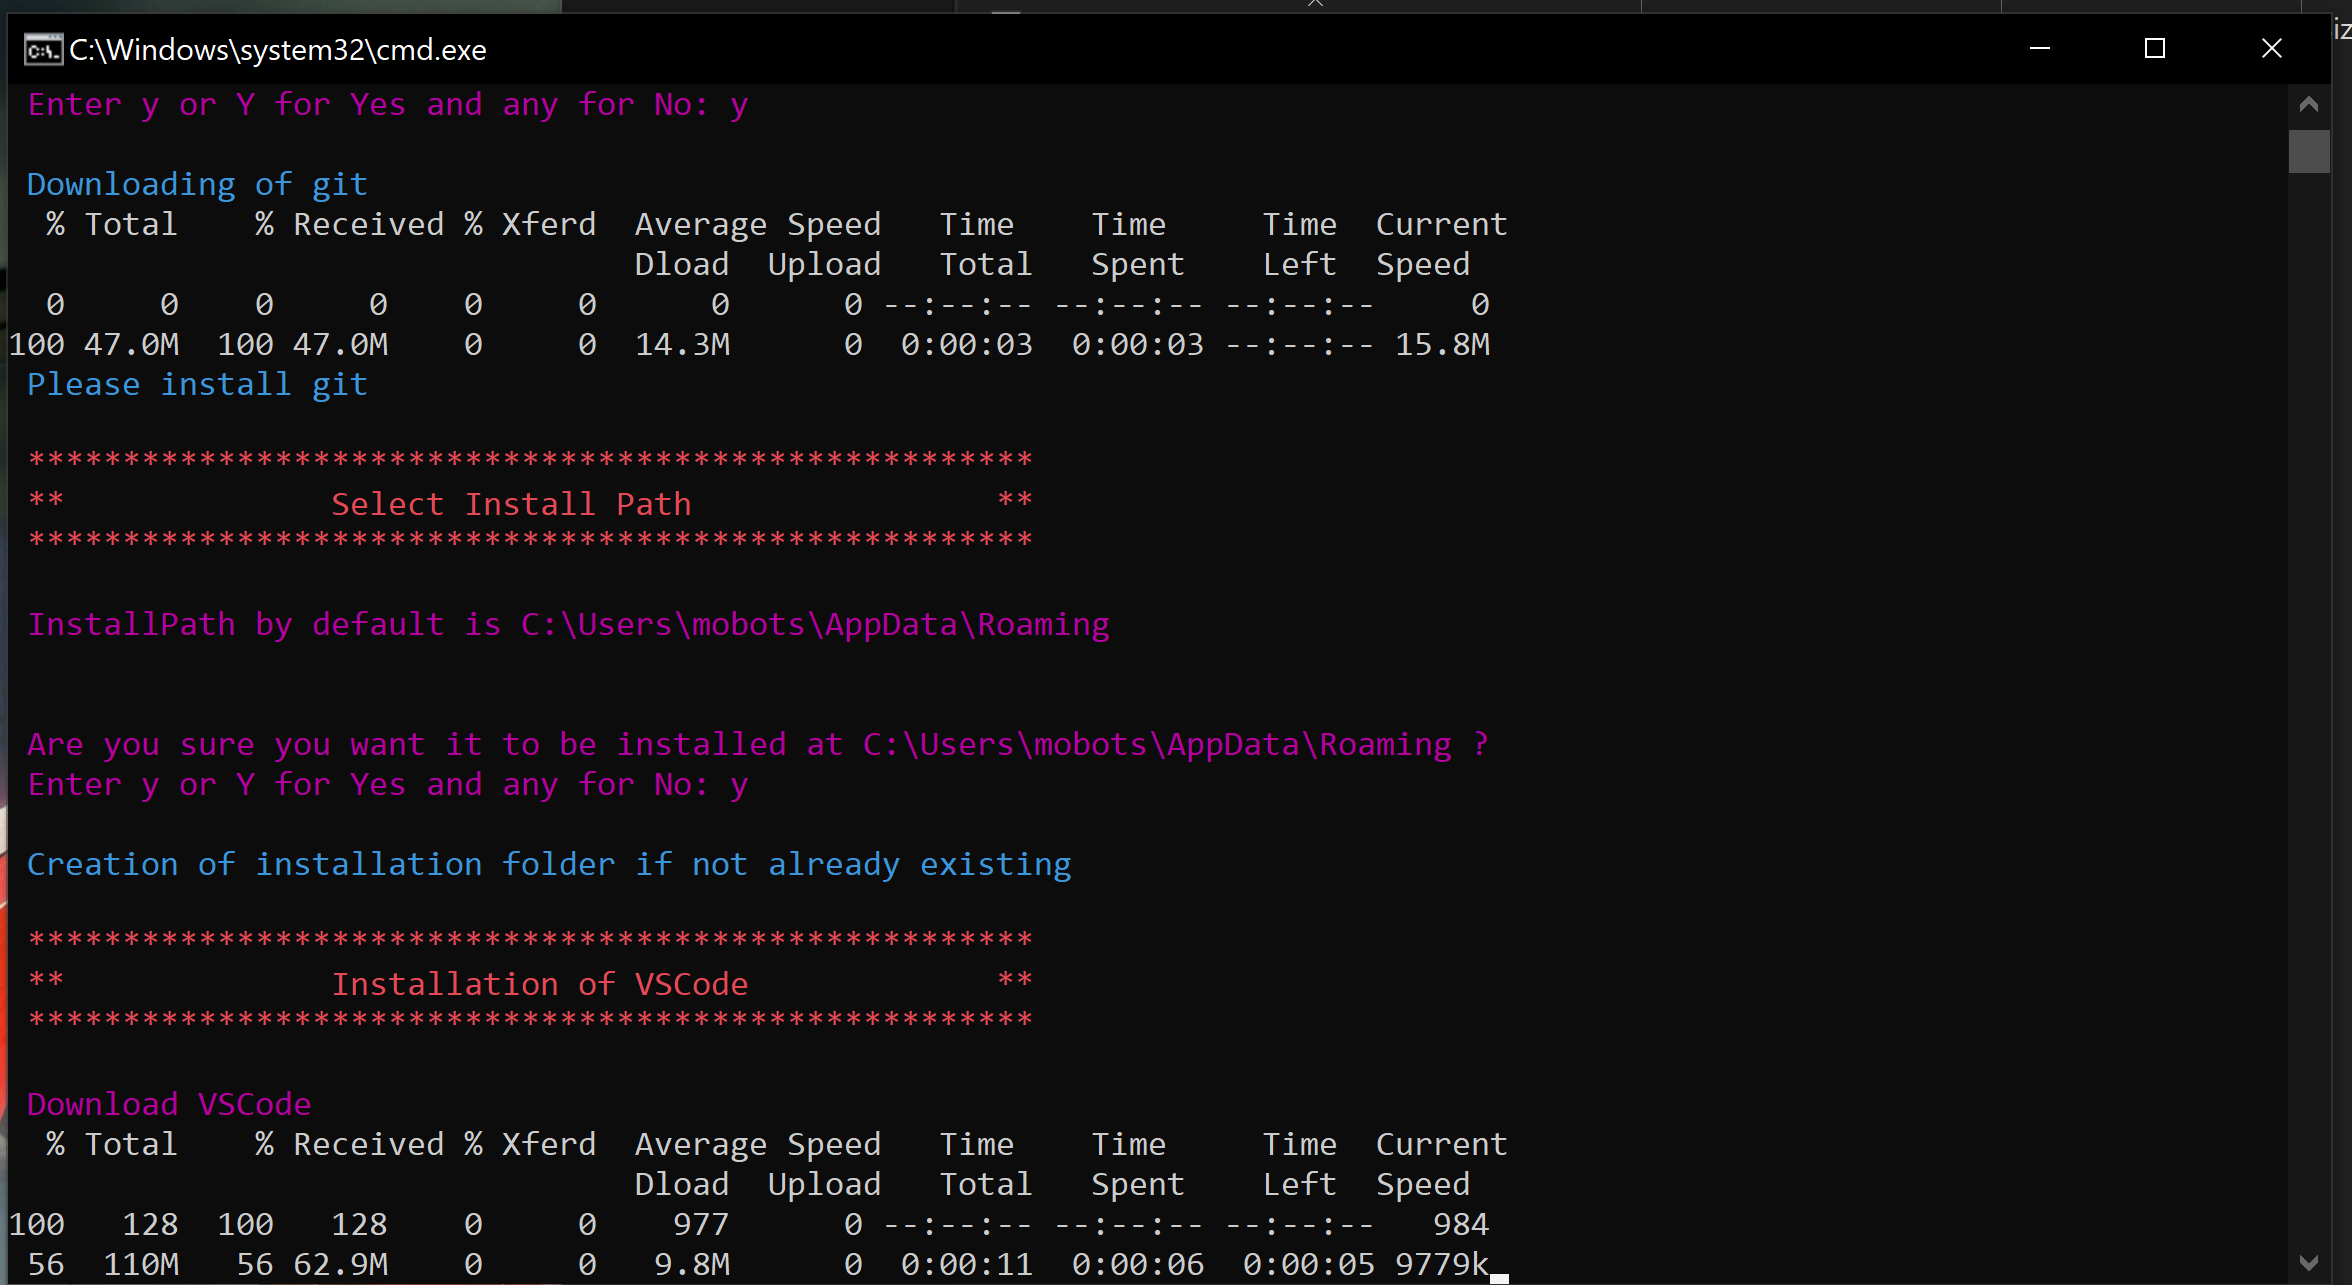 C:\Windows\system32\cmd.exe
Enter y or Y for Yes and any for No: y
Downloading of git
  % Total    % Received % Xferd  Average Speed   Time    Time     Time  Current
                                 Dload  Upload   Total   Spent    Left  Speed
  0     0    0     0    0     0      0      0 --:--:-- --:--:-- --:--:--     0
100 47.0M  100 47.0M    0     0  14.3M      0  0:00:03  0:00:03 --:--:-- 15.8M
Please install git
*****************************************************
**              Select Install Path                **
*****************************************************
InstallPath by default is C:\Users\mobots\AppData\Roaming
Are you sure you want it to be installed at C:\Users\mobots\AppData\Roaming ?
Enter y or Y for Yes and any for No: y
Creation of installation folder if not already existing
*****************************************************
**              Installation of VSCode             **
*****************************************************
Download VSCode
  % Total    % Received % Xferd  Average Speed   Time    Time     Time  Current
                                 Dload  Upload   Total   Spent    Left  Speed
100   128  100   128    0     0    977      0 --:--:-- --:--:-- --:--:--   984
 56  110M   56 62.9M    0     0   9.8M      0  0:00:11  0:00:06  0:00:05 9779k